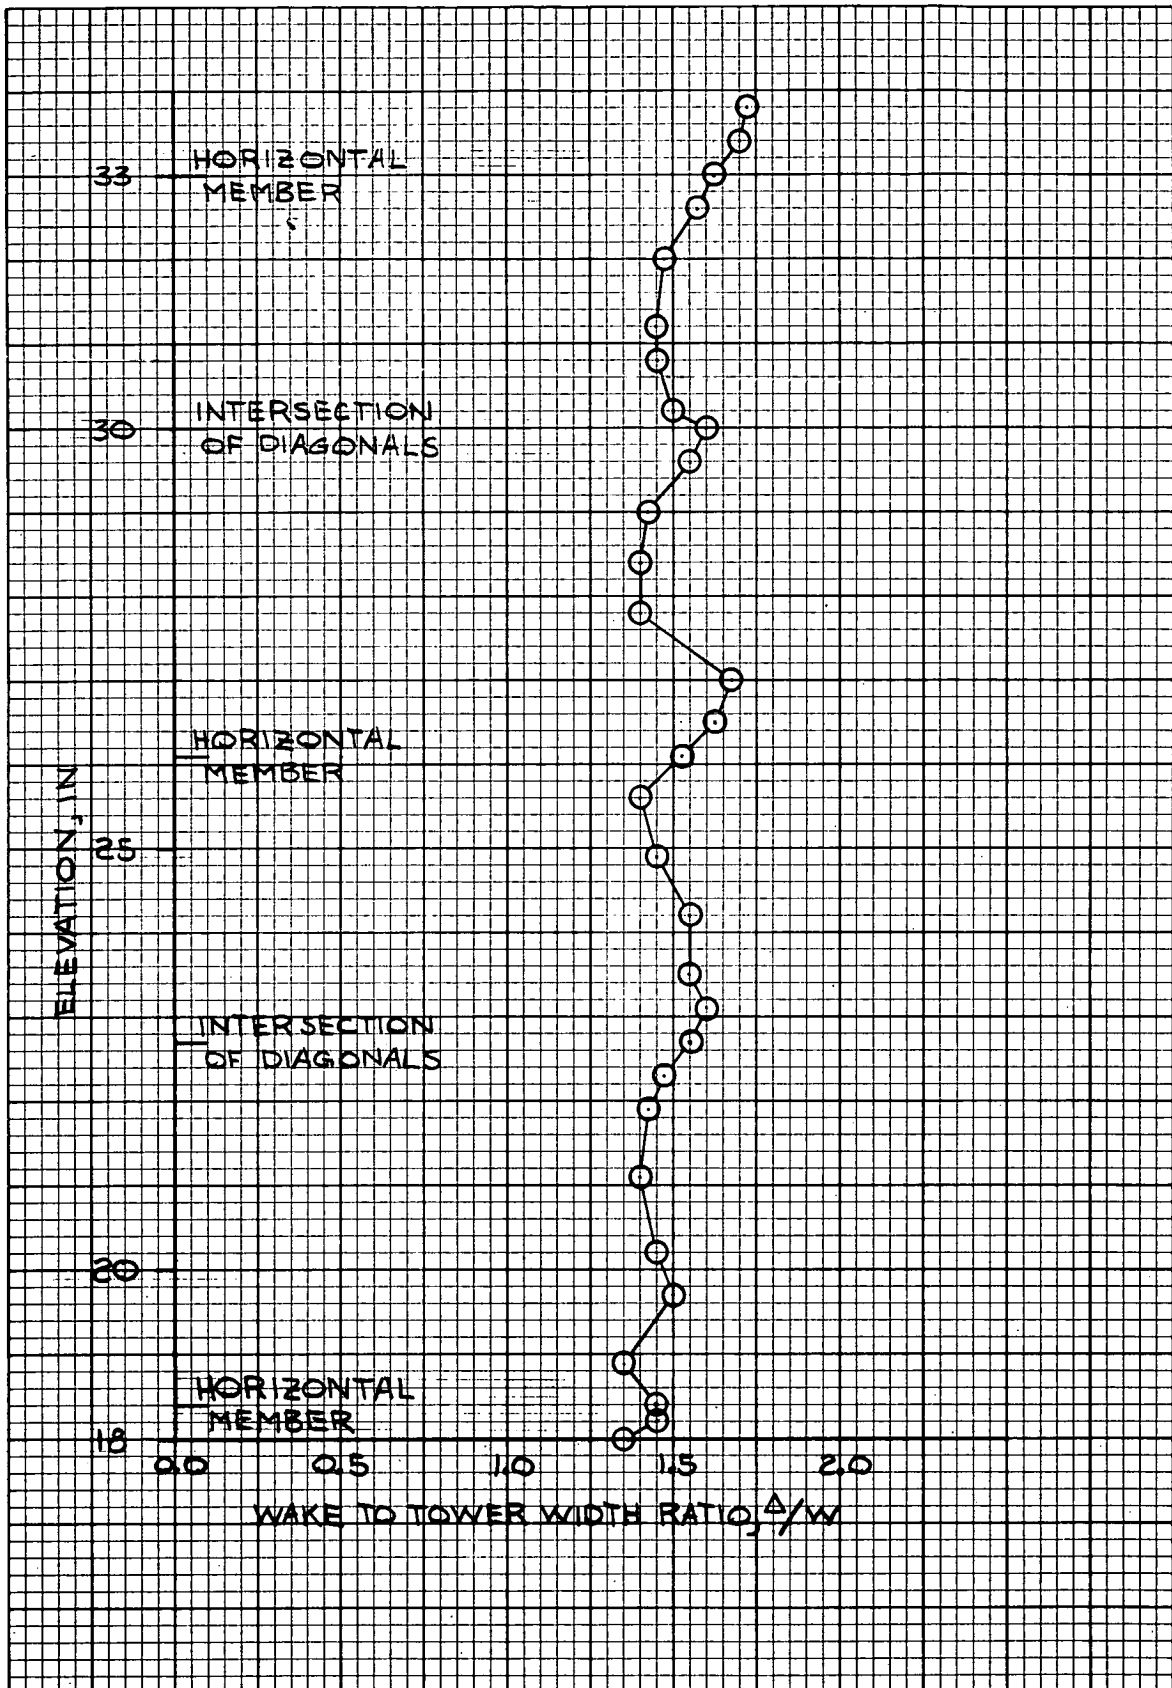 HORIZONTAL
33
MEMBER
INTERSECTION
30
OF DIAGONALS
HORIZONTAL
MEMBER
ELEVATION, IN
25
INTERSECTION
OF DIAGONALS
20
HORIZONTAL
MEMBER
18
0.0 0.5 1.0 1.5 2.0
WAKE TO TOWER WIDTH RATIO, Δ/W